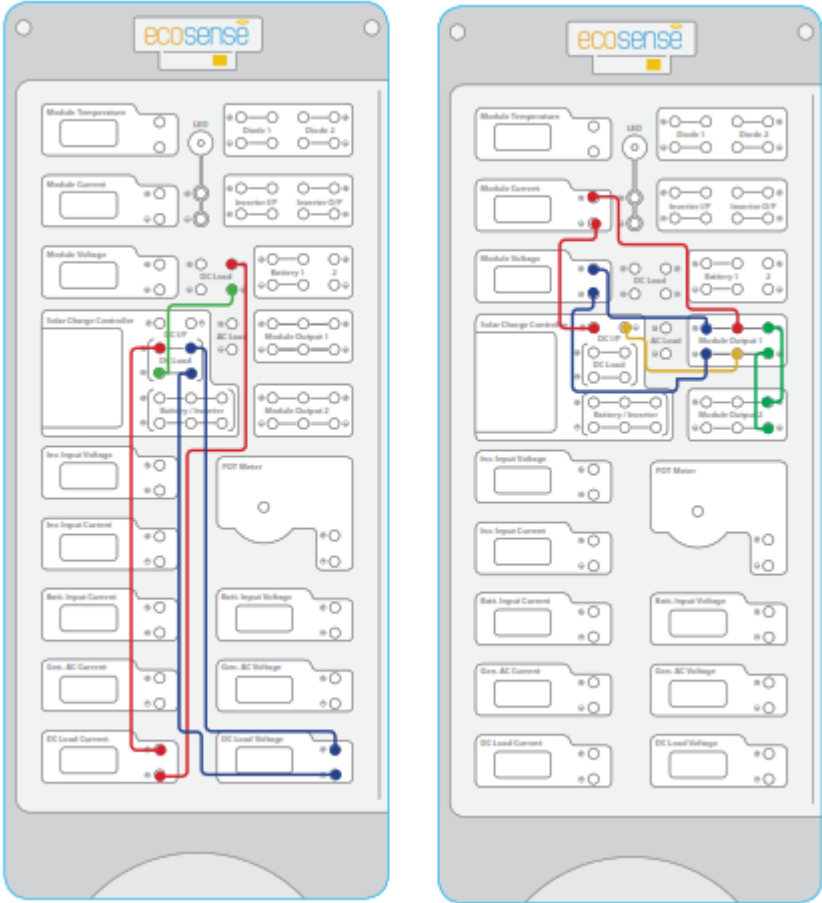 ecosense
Module Temperature
LED
Diode 1
Diode 2
Module Current
Inverter I/P
Inverter O/P
Module Voltage
DC Load
Battery 1
2
Solar Charge Controller
DC I/P
AC Load
Module Output 1
DC Load
Battery / Inverter
Module Output 2
Inv. Input Voltage
POT Meter
Inv. Input Current
Batt. Input Current
Batt. Input Voltage
Gen. AC Current
Gen. AC Voltage
DC Load Current
DC Load Voltage
ecosense
Module Temperature
LED
Diode 1
Diode 2
Module Current
Inverter I/P
Inverter O/P
Module Voltage
DC Load
Battery 1
2
Solar Charge Controller
DC I/P
AC Load
Module Output 1
DC Load
Battery / Inverter
Module Output 2
Inv. Input Voltage
POT Meter
Inv. Input Current
Batt. Input Current
Batt. Input Voltage
Gen. AC Current
Gen. AC Voltage
DC Load Current
DC Load Voltage